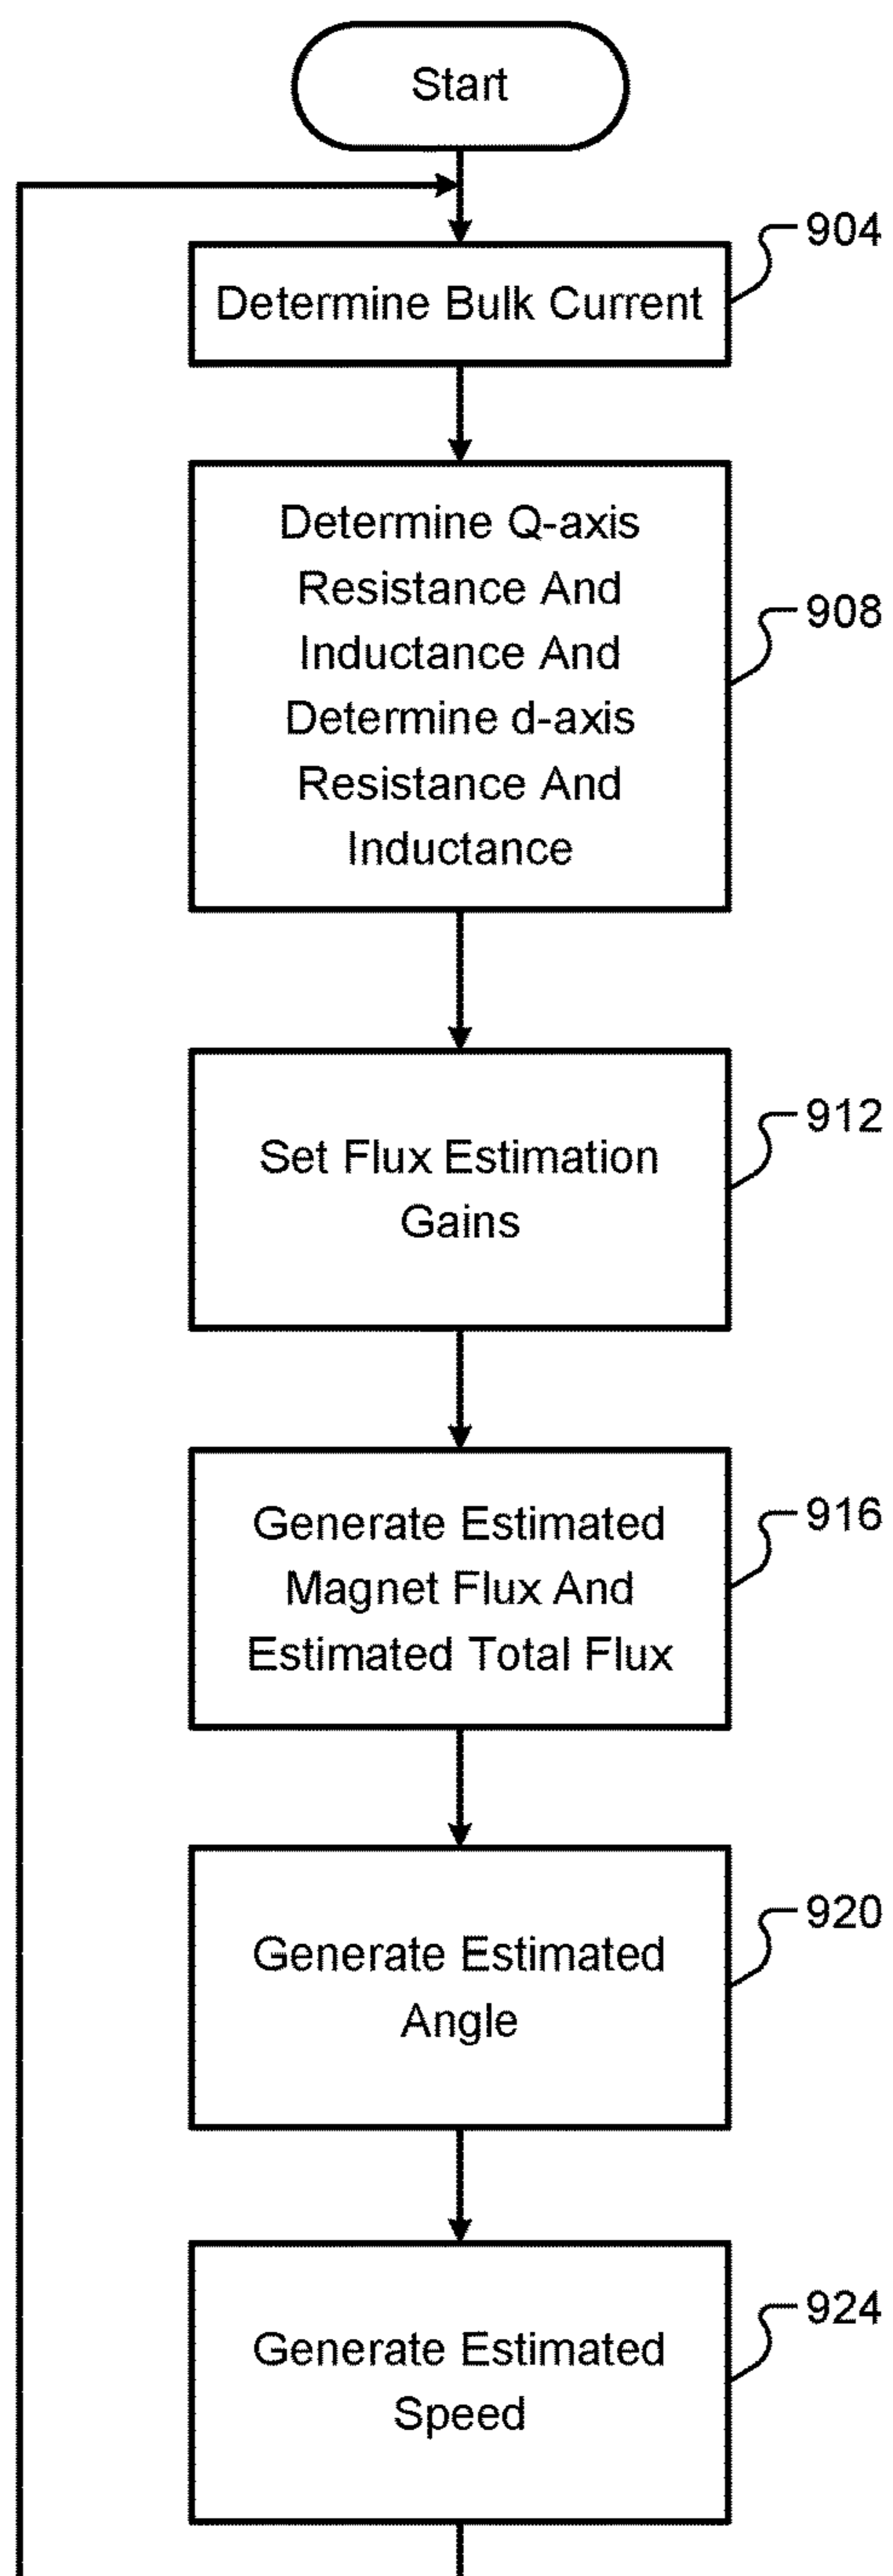 Start
904
Determine Bulk Current
Determine Q-axis
Resistance And
Inductance And
Determine d-axis
Resistance And
Inductance
908
Set Flux Estimation
Gains
912
Generate Estimated
Magnet Flux And
Estimated Total Flux
916
Generate Estimated
Angle
920
Generate Estimated
Speed
924